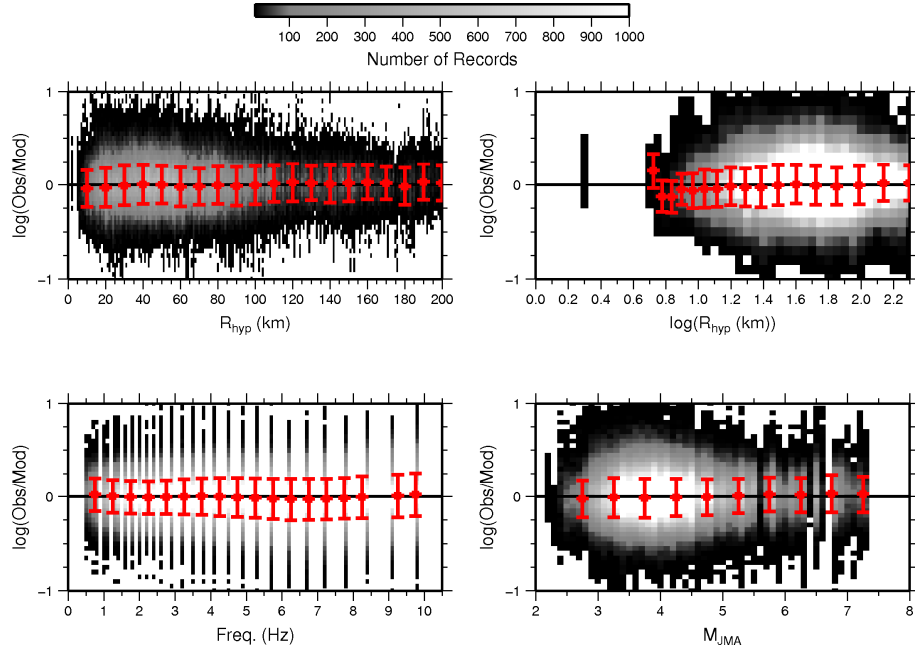 100 200 300 400 500 600 700 800 900 1000
Number of Records
1
0
−1
log(Obs/Mod)
0 20 40 60 80 100 120 140 160 180 200
Rhyp (km)
1
0
−1
log(Obs/Mod)
0.0 0.2 0.4 0.6 0.8 1.0 1.2 1.4 1.6 1.8 2.0 2.2
log(Rhyp (km))
1
0
−1
log(Obs/Mod)
0 1 2 3 4 5 6 7 8 9 10
Freq. (Hz)
1
0
−1
log(Obs/Mod)
2 3 4 5 6 7 8
MJMA